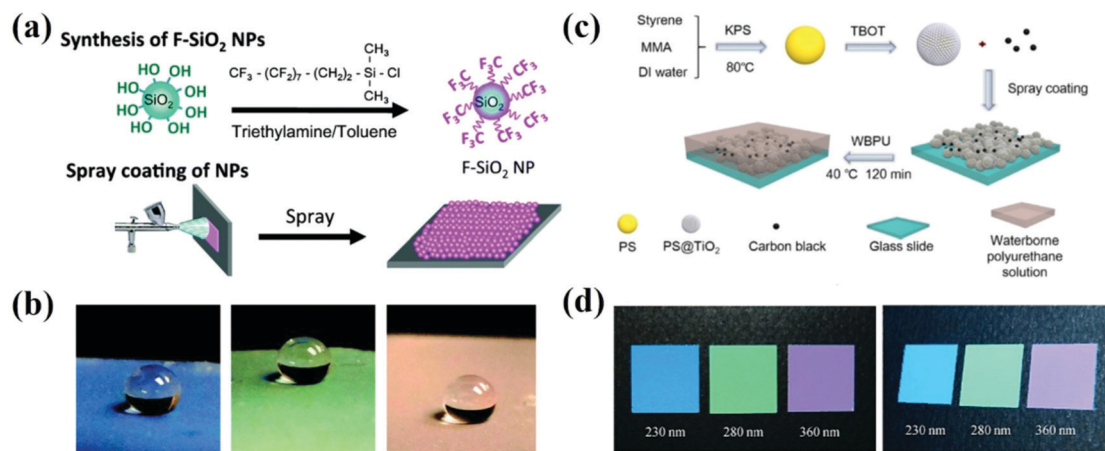 (a)
Synthesis of F-SiO2 NPs
HO OH
HO OH
HO SiO2 OH
HO OH
CH3
CF3 - (CF2)7 - (CH2)2 - Si - Cl
CH3
Triethylamine/Toluene
F3C CF3
F3C CF3
F3C SiO2 CF3
F3C CF3
F-SiO2 NP
Spray coating of NPs
Spray
(b)
(c)
Styrene
MMA
DI water
KPS
80℃
TBOT
+
Spray coating
WBPU
40 ℃ 120 min
PS
PS@TiO2
Carbon black
Glass slide
Waterborne
polyurethane
solution
(d)
230 nm 280 nm 360 nm
230 nm 280 nm 360 nm